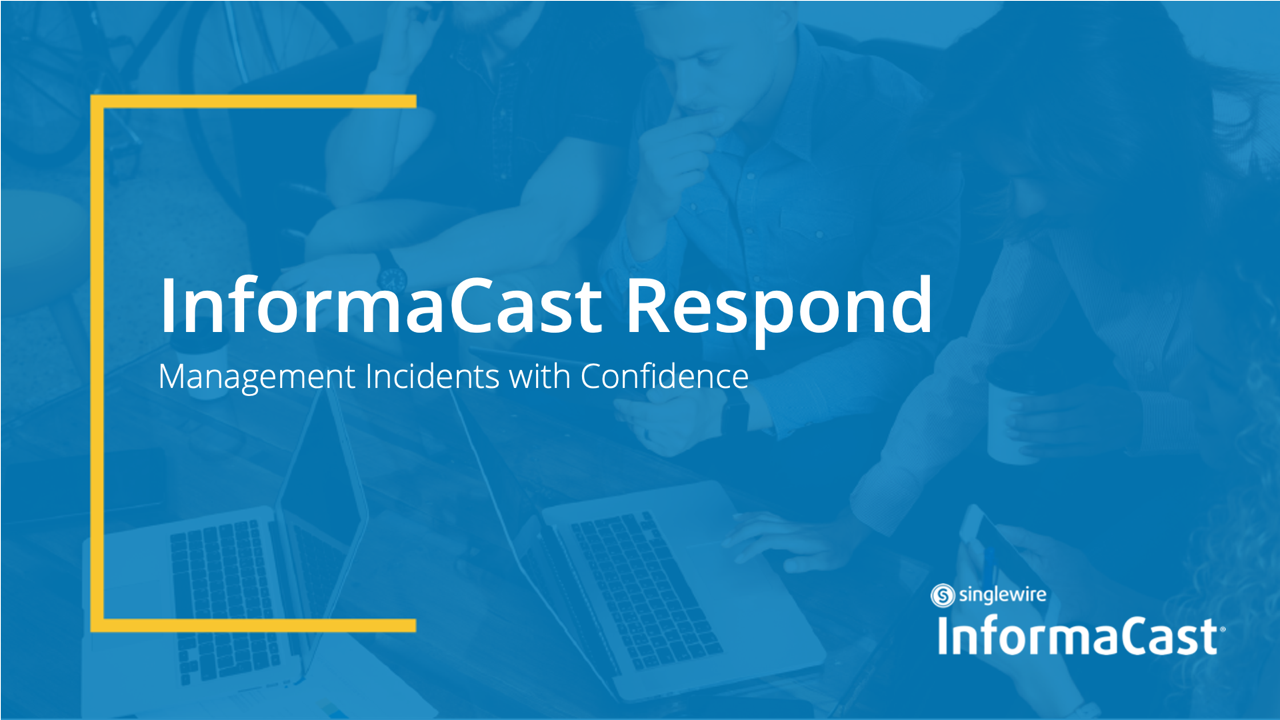 InformaCast Respond
Management Incidents with Confidence
singlewire
InformaCast®